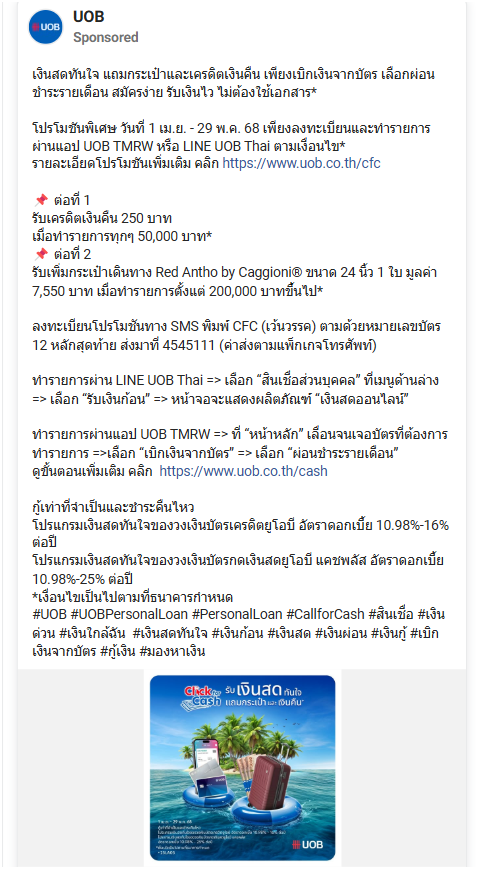 UOB
UOB
Sponsored
เงินสดทันใจ แถมกระเป๋าและเครดิตเงินคืน เพียงเบิกเงินจากบัตร เลือกผ่อน
ชำระรายเดือน สมัครง่าย รับเงินไว ไม่ต้องใช้เอกสาร*
โปรโมชันพิเศษ วันที่ 1 เม.ย. - 29 พ.ค. 68 เพียงลงทะเบียนและทำรายการ
ผ่านแอป UOB TMRW หรือ LINE UOB Thai ตามเงื่อนไข*
รายละเอียดโปรโมชันเพิ่มเติม คลิก https://www.uob.co.th/cfc
📌 ต่อที่ 1
รับเครดิตเงินคืน 250 บาท
เมื่อทำรายการทุกๆ 50,000 บาท*
📌 ต่อที่ 2
รับเพิ่มกระเป๋าเดินทาง Red Antho by Caggioni® ขนาด 24 นิ้ว 1 ใบ มูลค่า
7,550 บาท เมื่อทำรายการตั้งแต่ 200,000 บาทขึ้นไป*
ลงทะเบียนโปรโมชันทาง SMS พิมพ์ CFC (เว้นวรรค) ตามด้วยหมายเลขบัตร
12 หลักสุดท้าย ส่งมาที่ 4545111 (ค่าส่งตามแพ็กเกจโทรศัพท์)
ทำรายการผ่าน LINE UOB Thai => เลือก “สินเชื่อส่วนบุคคล” ที่เมนูด้านล่าง
=> เลือก “รับเงินก้อน” => หน้าจอจะแสดงผลิตภัณฑ์ “เงินสดออนไลน์”
ทำรายการผ่านแอป UOB TMRW => ที่ “หน้าหลัก” เลื่อนจนเจอบัตรที่ต้องการ
ทำรายการ =>เลือก “เบิกเงินจากบัตร” => เลือก “ผ่อนชำระรายเดือน”
ดูขั้นตอนเพิ่มเติม คลิก https://www.uob.co.th/cash
กู้เท่าที่จำเป็นและชำระคืนไหว
โปรแกรมเงินสดทันใจของวงเงินบัตรเครดิตยูโอบี อัตราดอกเบี้ย 10.98%-16%
ต่อปี
โปรแกรมเงินสดทันใจของวงเงินบัตรกดเงินสดยูโอบี แคชพลัส อัตราดอกเบี้ย
10.98%-25% ต่อปี
*เงื่อนไขเป็นไปตามที่ธนาคารกำหนด
#UOB #UOBPersonalLoan #PersonalLoan #CallforCash #สินเชื่อ #เงิน
ด่วน #เงินใกล้ฉัน #เงินสดทันใจ #เงินก้อน #เงินสด #เงินผ่อน #เงินกู้ #เบิก
เงินจากบัตร #กู้เงิน #มองหาเงิน
Click for Cash
รับ เงินสด ทันใจ
แถมกระเป๋า และ เงินคืน*
UOB